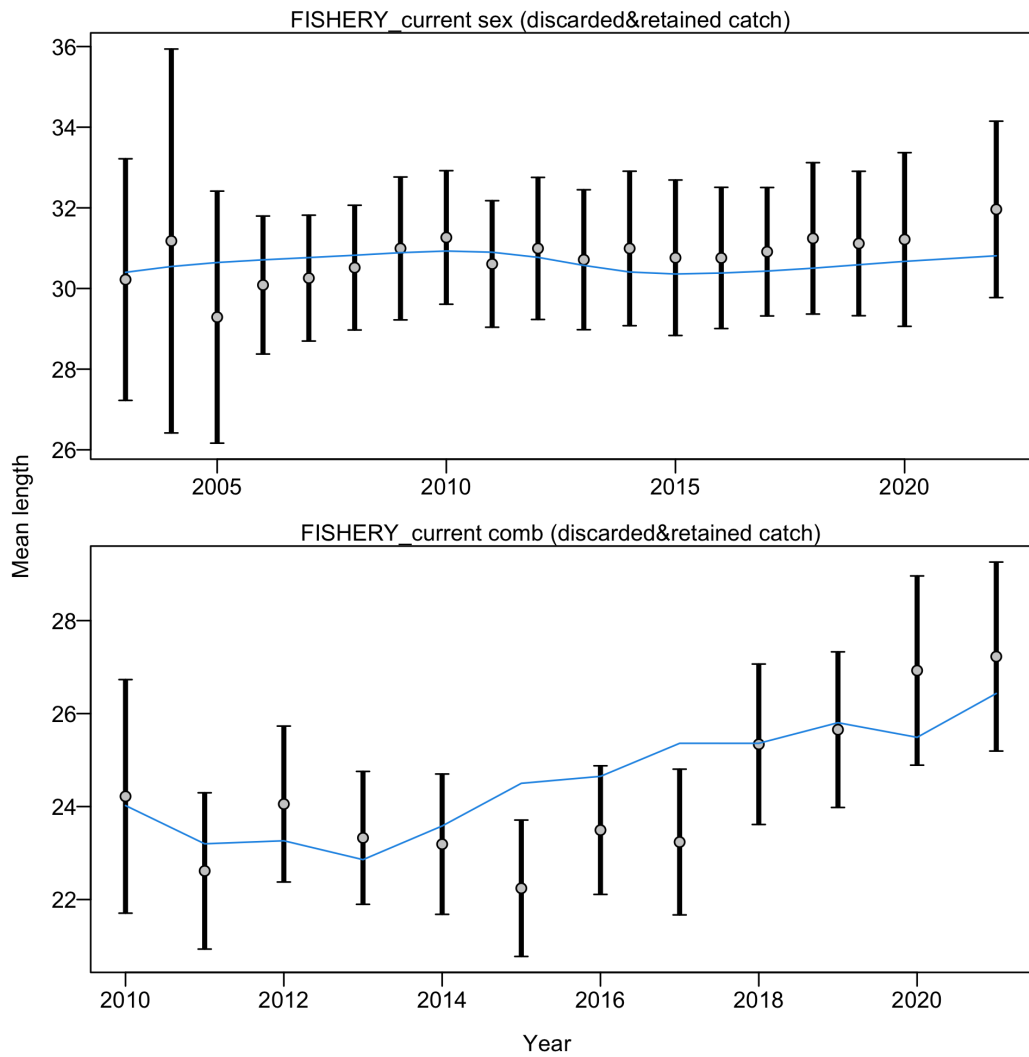 FISHERY_current sex (discarded&retained catch)
36
34
32
30
28
26
2005 2010 2015 2020
Mean length
FISHERY_current comb (discarded&retained catch)
28
26
24
22
2010 2012 2014 2016 2018 2020
Year